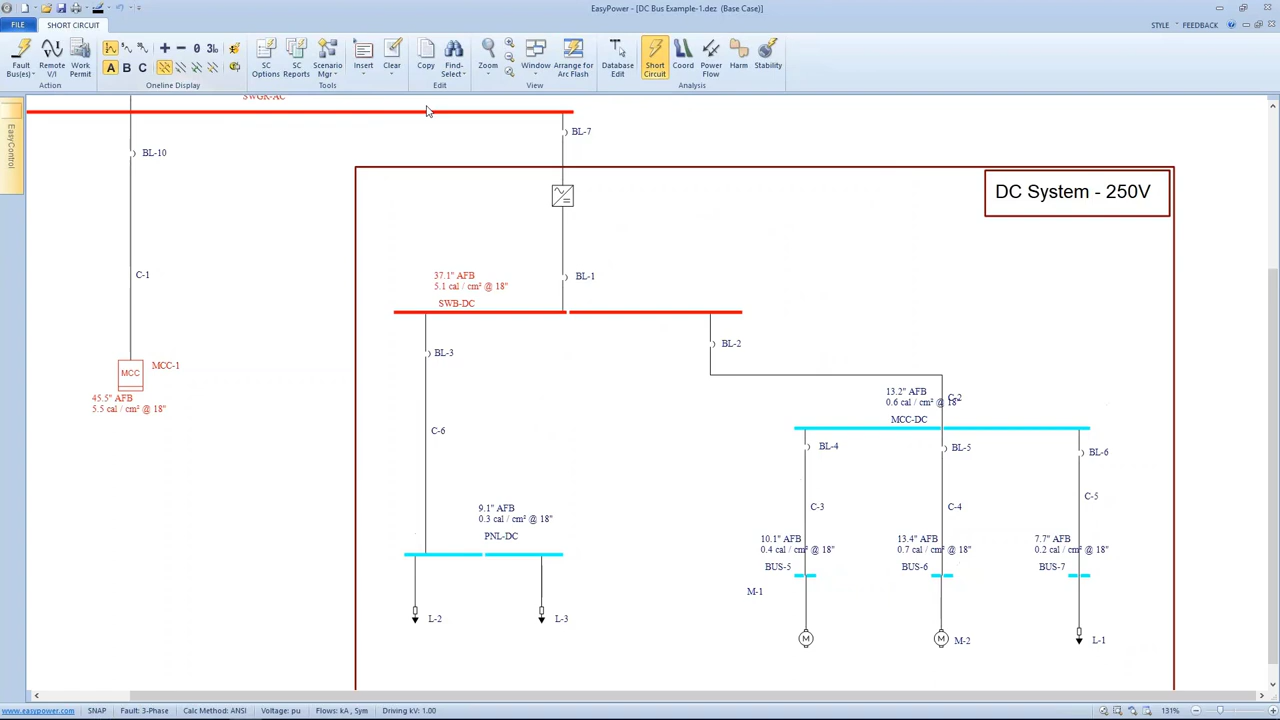 EasyPower - [DC Bus Example-1.dez (Base Case)]
FILE
SHORT CIRCUIT
STYLE
FEEDBACK
Fault Bus(es)
Remote V/I
Work Permit
Action
0
3I₀
A
B
C
Oneline Display
SC Options
SC Reports
Scenario Mgr
Tools
Insert
Clear
Copy
Find-Select
Edit
Zoom
Window
Arrange for Arc Flash
View
Database Edit
Short Circuit
Coord
Power Flow
Harm
Stability
Analysis
EasyControl
SWGR-AC
BL-7
BL-10
DC System - 250V
C-1
37.1" AFB
5.1 cal / cm² @ 18"
SWB-DC
BL-1
BL-3
BL-2
MCC
MCC-1
45.5" AFB
5.5 cal / cm² @ 18"
13.2" AFB
0.6 cal / cm² @ 18"
C-2
MCC-DC
C-6
BL-4
BL-5
BL-6
C-3
C-4
C-5
9.1" AFB
0.3 cal / cm² @ 18"
PNL-DC
10.1" AFB
0.4 cal / cm² @ 18"
BUS-5
13.4" AFB
0.7 cal / cm² @ 18"
BUS-6
7.7" AFB
0.2 cal / cm² @ 18"
BUS-7
M-1
L-2
L-3
M
M
M-2
L-1
www.easypower.com
SNAP
Fault: 3-Phase
Calc Method: ANSI
Voltage: pu
Flows: kA , Sym
Driving kV: 1.00
131%